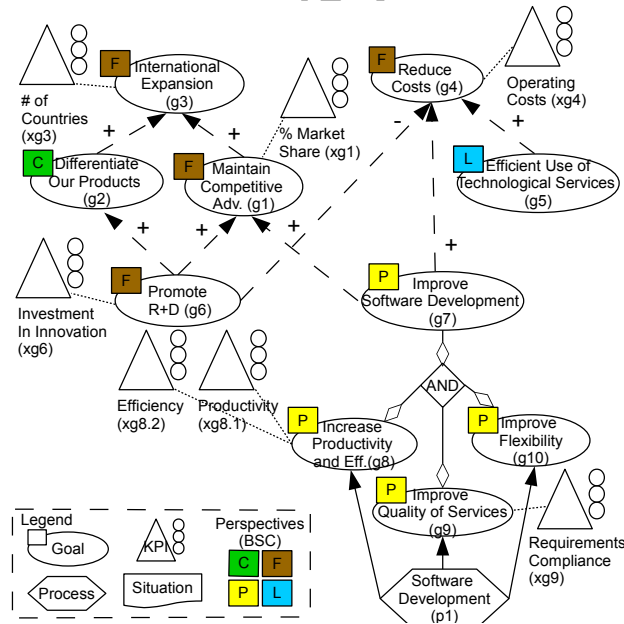 F
International
Expansion
(g3)
# of
Countries
(xg3)
F
Reduce
Costs (g4)
Operating
Costs (xg4)
% Market
Share (xg1)
+
+
-
+
C
Differentiate
Our Products
(g2)
F
Maintain
Competitive
Adv. (g1)
L
Efficient Use of
Technological Services
(g5)
+
+
+
+
F
Promote
R+D (g6)
Investment
In Innovation
(xg6)
P
Improve
Software Development
(g7)
AND
Efficiency
(xg8.2)
Productivity
(xg8.1)
P
Increase
Productivity
and Eff.(g8)
P
Improve
Flexibility
(g10)
P
Improve
Quality of Services
(g9)
Requirements
Compliance
(xg9)
Software
Development
(p1)
Legend
Goal
KPI
Perspectives
(BSC)
C
F
P
L
Process
Situation